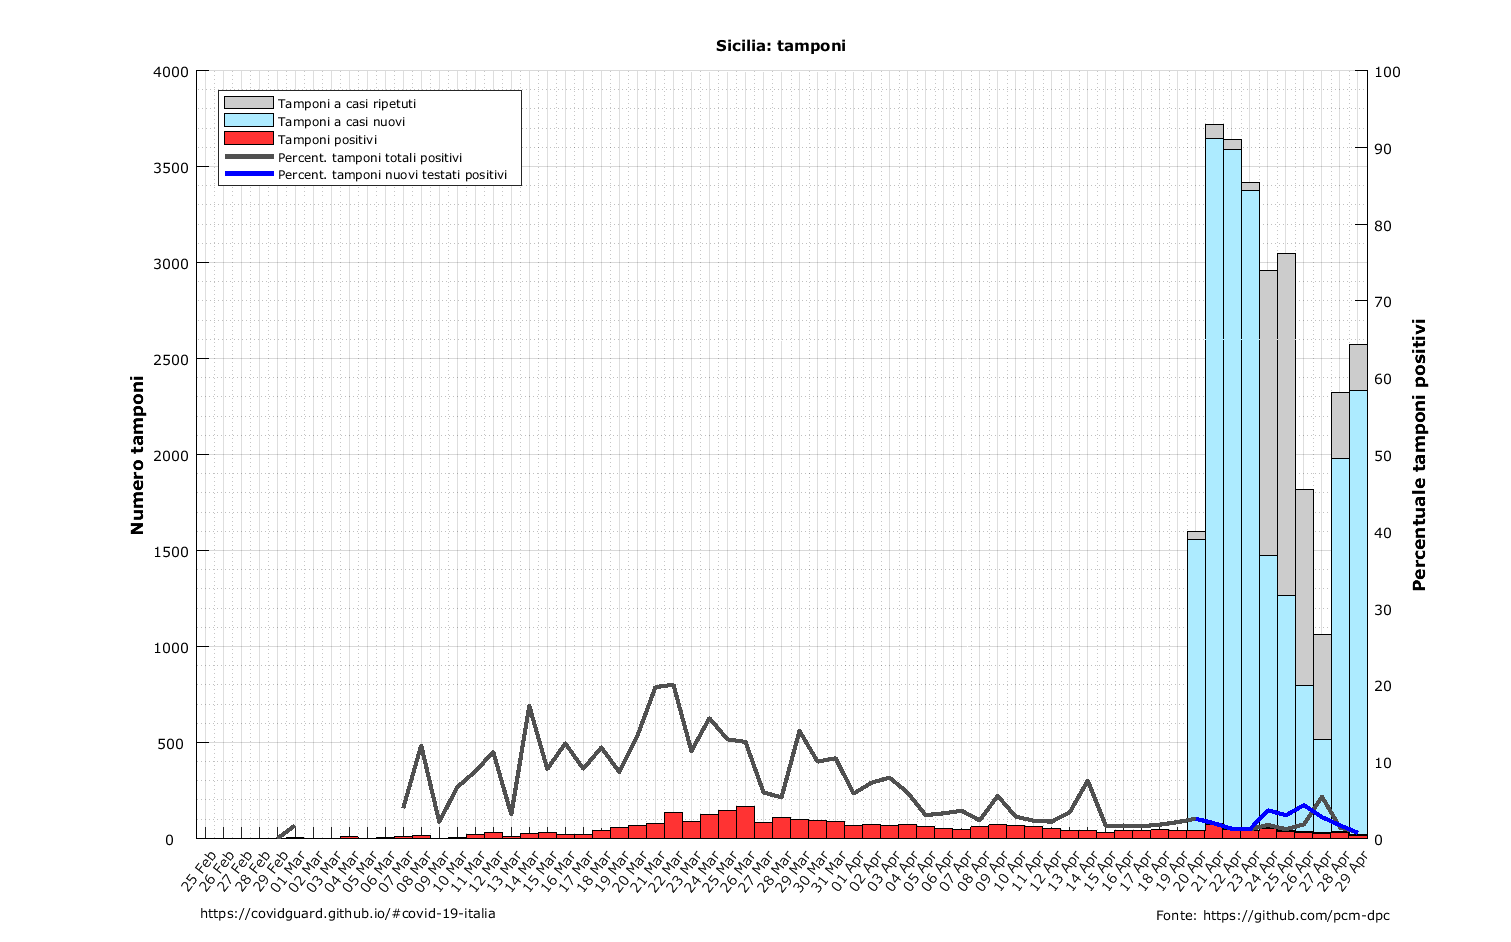 Sicilia: tamponi
4000
3500
3000
2500
2000
1500
1000
500
0
Numero tamponi
Tamponi a casi ripetuti
Tamponi a casi nuovi
Tamponi positivi
Percent. tamponi totali positivi
Percent. tamponi nuovi testati positivi
100
90
80
70
60
50
40
30
20
10
0
Percentuale tamponi positivi
25 Feb
26 Feb
27 Feb
28 Feb
29 Feb
01 Mar
02 Mar
03 Mar
04 Mar
05 Mar
06 Mar
07 Mar
08 Mar
09 Mar
10 Mar
11 Mar
12 Mar
13 Mar
14 Mar
15 Mar
16 Mar
17 Mar
18 Mar
19 Mar
20 Mar
21 Mar
22 Mar
23 Mar
24 Mar
25 Mar
26 Mar
27 Mar
28 Mar
29 Mar
30 Mar
31 Mar
01 Apr
02 Apr
03 Apr
04 Apr
05 Apr
06 Apr
07 Apr
08 Apr
09 Apr
10 Apr
11 Apr
12 Apr
13 Apr
14 Apr
15 Apr
16 Apr
17 Apr
18 Apr
19 Apr
20 Apr
21 Apr
22 Apr
23 Apr
24 Apr
25 Apr
26 Apr
27 Apr
28 Apr
29 Apr
https://covidguard.github.io/#covid-19-italia
Fonte: https://github.com/pcm-dpc